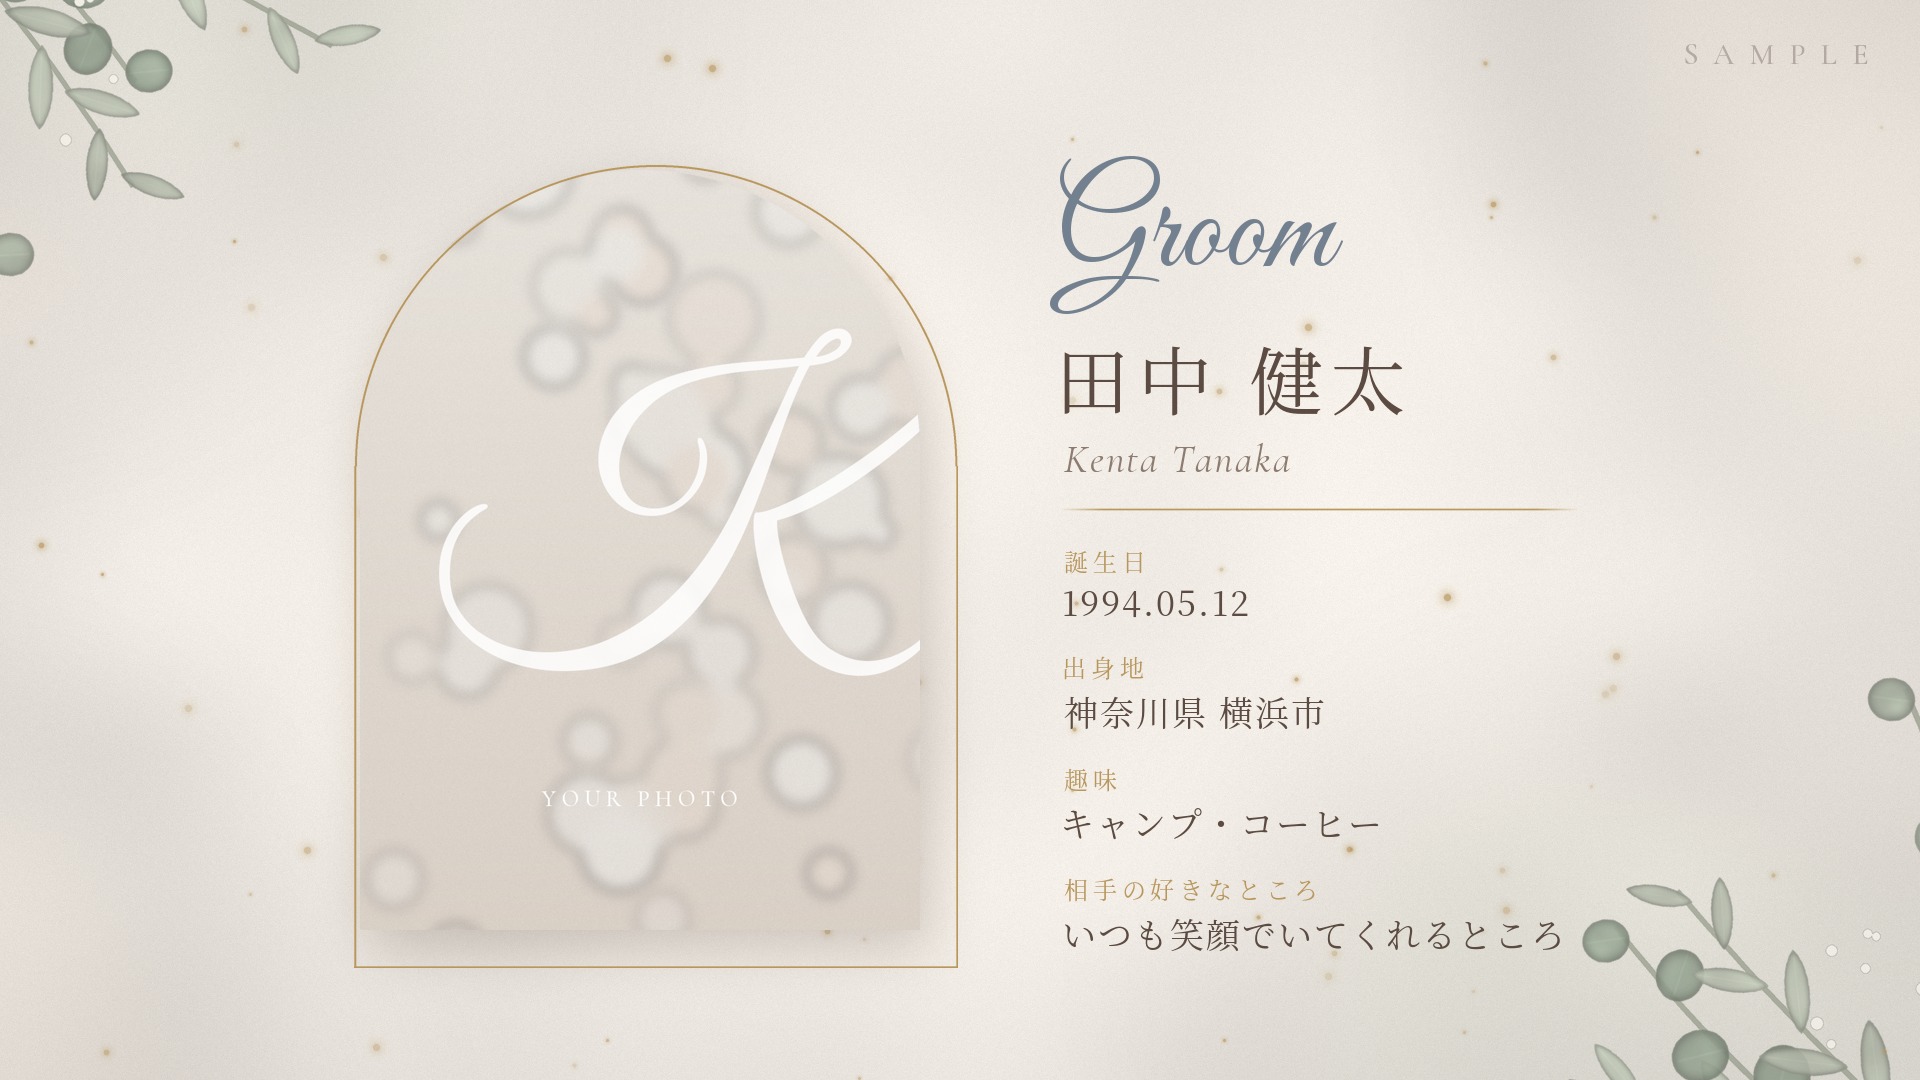 SAMPLE
K
YOUR PHOTO
Groom
田中 健太
Kenta Tanaka
誕生日
1994.05.12
出身地
神奈川県 横浜市
趣味
キャンプ・コーヒー
相手の好きなところ
いつも笑顔でいてくれるところ